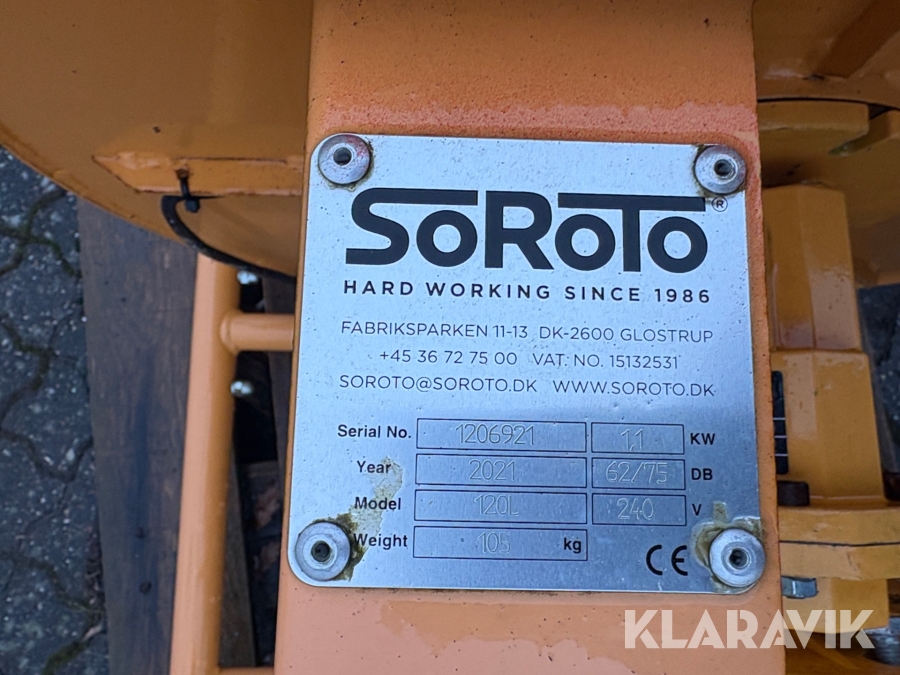 SoRoTo®
HARD WORKING SINCE 1986
FABRIKSPARKEN 11-13 DK-2600 GLOSTRUP
+45 36 72 75 00 VAT. NO. 15132531
SOROTO@SOROTO.DK WWW.SOROTO.DK
Serial No. 1206921 1,1 KW
Year 2021 62/75 DB
Model 120L 240 V
Weight 105 kg CE
KLARAVIK